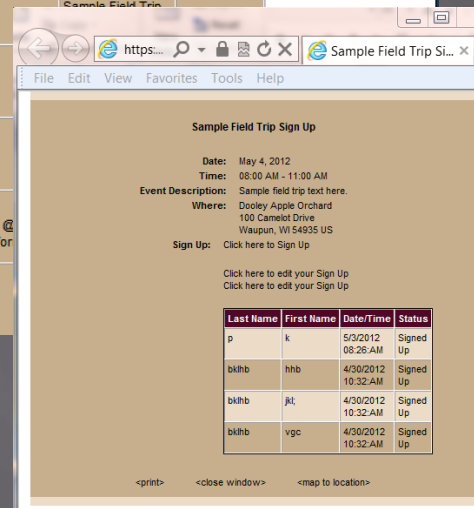 Sample Field Trip
https:...
Sample Field Trip Si...
File Edit View Favorites Tools Help
Sample Field Trip Sign Up
Date: May 4, 2012
Time: 08:00 AM - 11:00 AM
Event Description: Sample field trip text here.
Where: Dooley Apple Orchard
100 Camelot Drive
Waupun, WI 54935 US
@
Sign Up: Click here to Sign Up
Click here to edit your Sign Up
Click here to edit your Sign Up
Last Name First Name Date/Time Status
p k 5/3/2012 Signed
08:26:AM Up
bklhb hhb 4/30/2012 Signed
10:32:AM Up
bklhb jkl; 4/30/2012 Signed
10:32:AM Up
bklhb vgc 4/30/2012 Signed
10:32:AM Up
<print> <close window> <map to location>